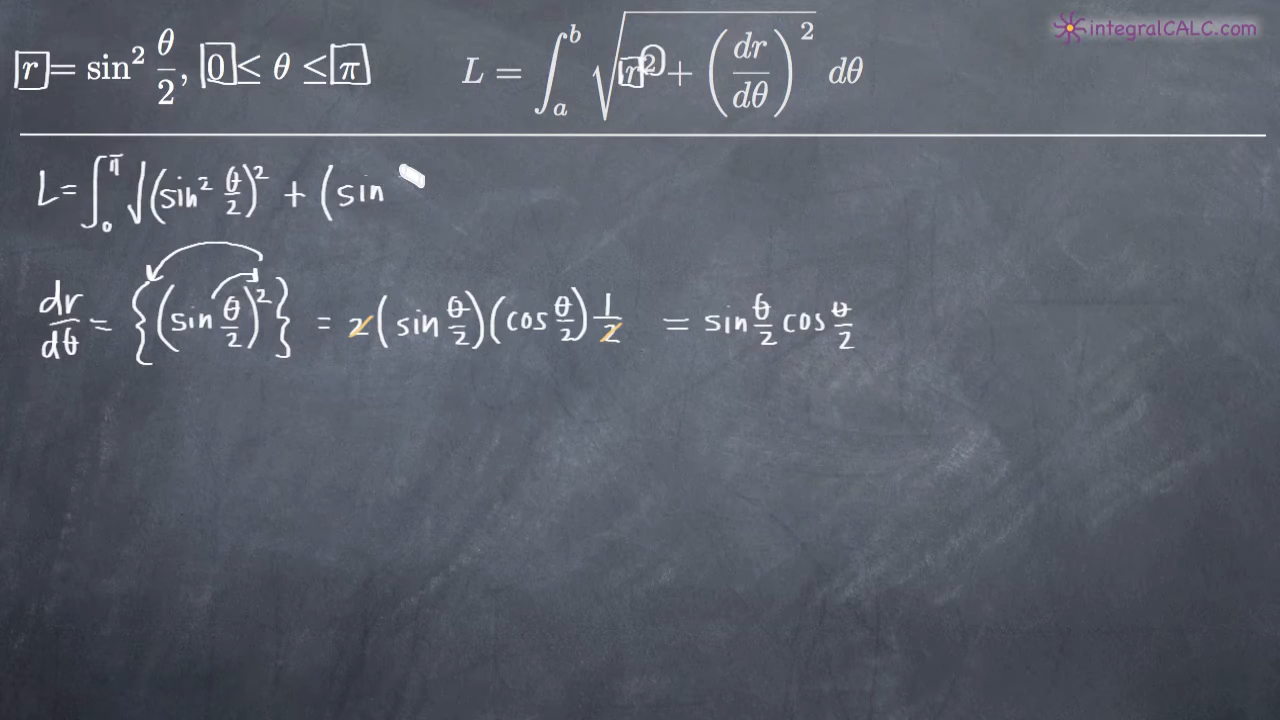 integralCALC.com
r = sin² θ/2, 0 ≤ θ ≤ π L = ∫_a^b √(r² + (dr/dθ)²) dθ
L = ∫_0^π √(sin² θ/2)² + (sin
dr/dθ = {(sin θ/2)²} = 2(sin θ/2)(cos θ/2) 1/2 = sin θ/2 cos θ/2